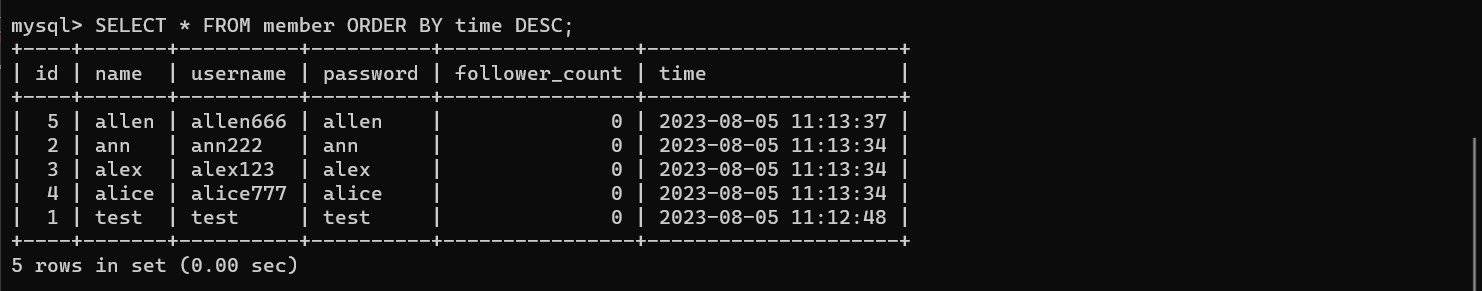 mysql> SELECT * FROM member ORDER BY time DESC;
+----+-------+----------+----------+----------------+---------------------+
| id | name  | username | password | follower_count | time                |
+----+-------+----------+----------+----------------+---------------------+
|  5 | allen | allen666 | allen    |              0 | 2023-08-05 11:13:37 |
|  2 | ann   | ann222   | ann      |              0 | 2023-08-05 11:13:34 |
|  3 | alex  | alex123  | alex     |              0 | 2023-08-05 11:13:34 |
|  4 | alice | alice777 | alice    |              0 | 2023-08-05 11:13:34 |
|  1 | test  | test     | test     |              0 | 2023-08-05 11:12:48 |
+----+-------+----------+----------+----------------+---------------------+
5 rows in set (0.00 sec)